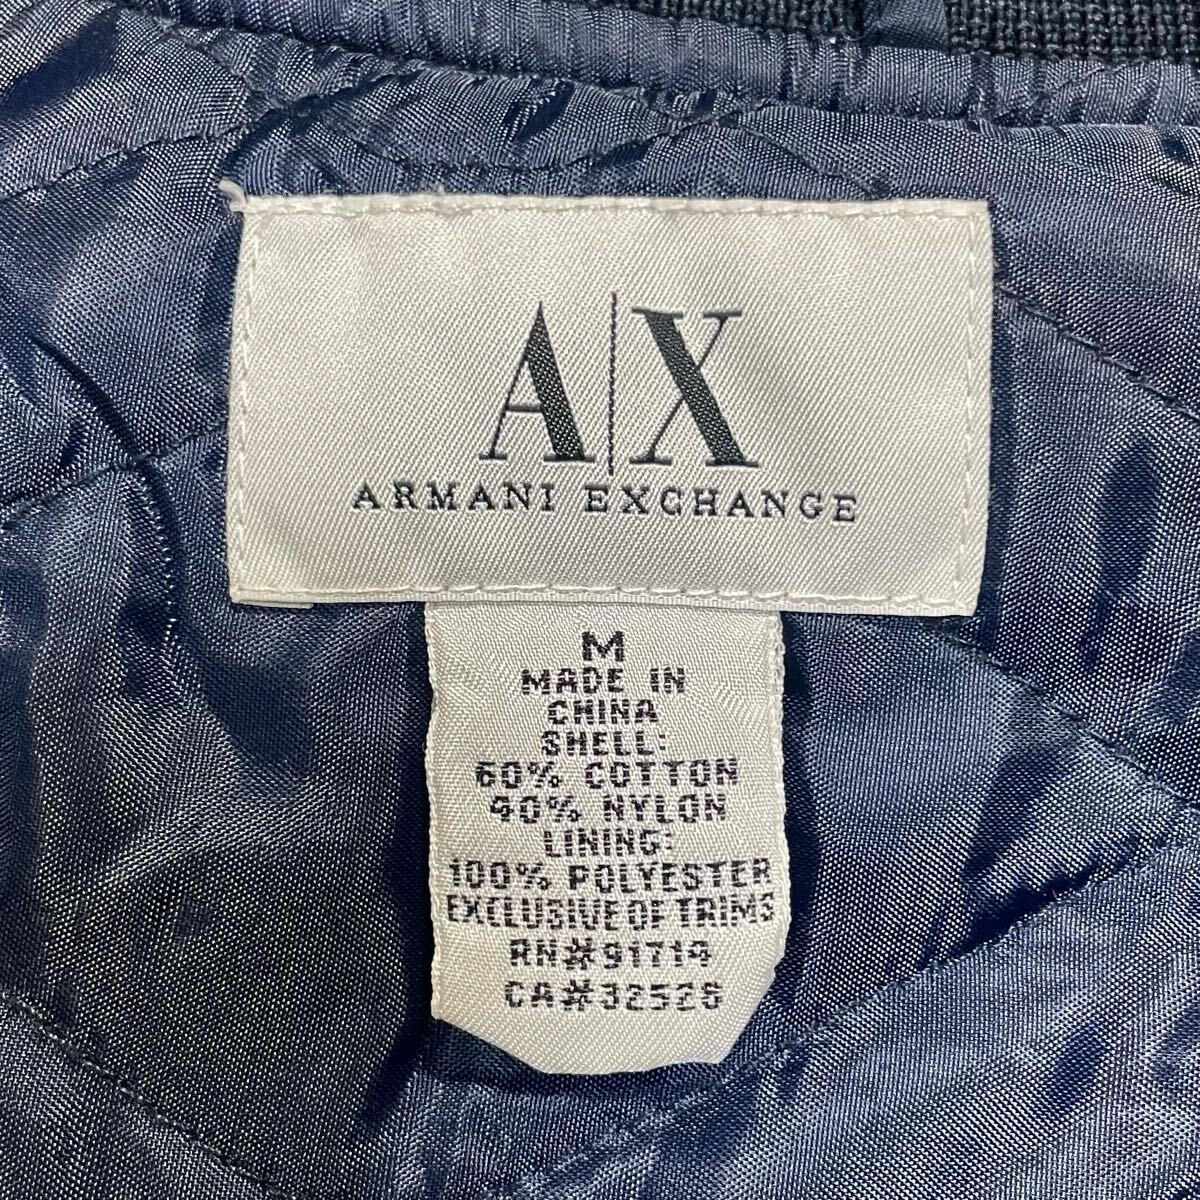 A|X
ARMANI EXCHANGE
M
MADE IN
CHINA
SHELL:
60% COTTON
40% NYLON
LINING:
100% POLYESTER
EXCLUSIVE OF TRIMS
RN#91714
CA#32526